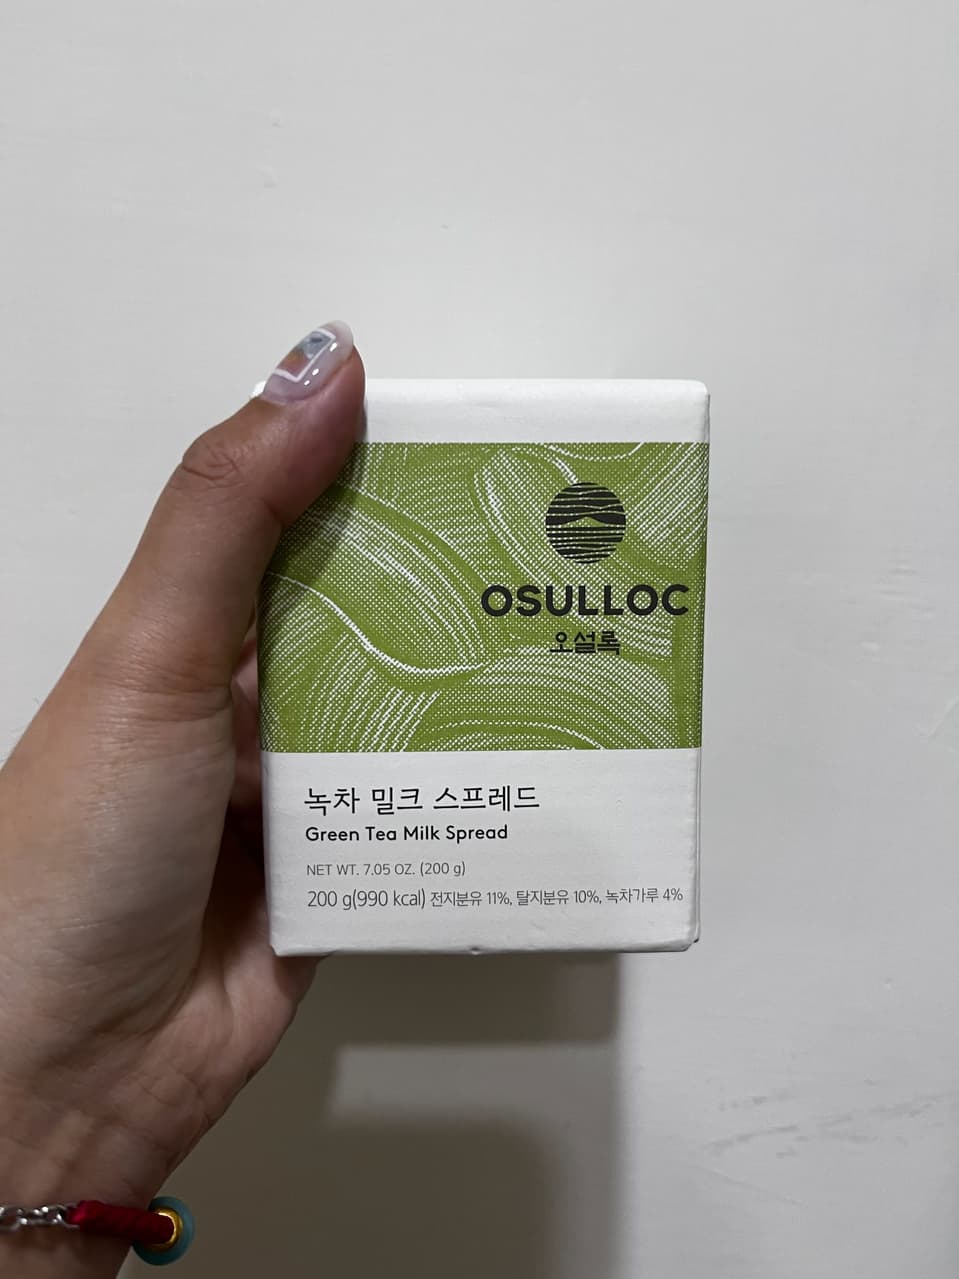 OSULLOC
오설록
녹차 밀크 스프레드
Green Tea Milk Spread
NET WT. 7.05 OZ. (200 g)
200 g(990 kcal) 전지분유 11%, 탈지분유 10%, 녹차가루 4%